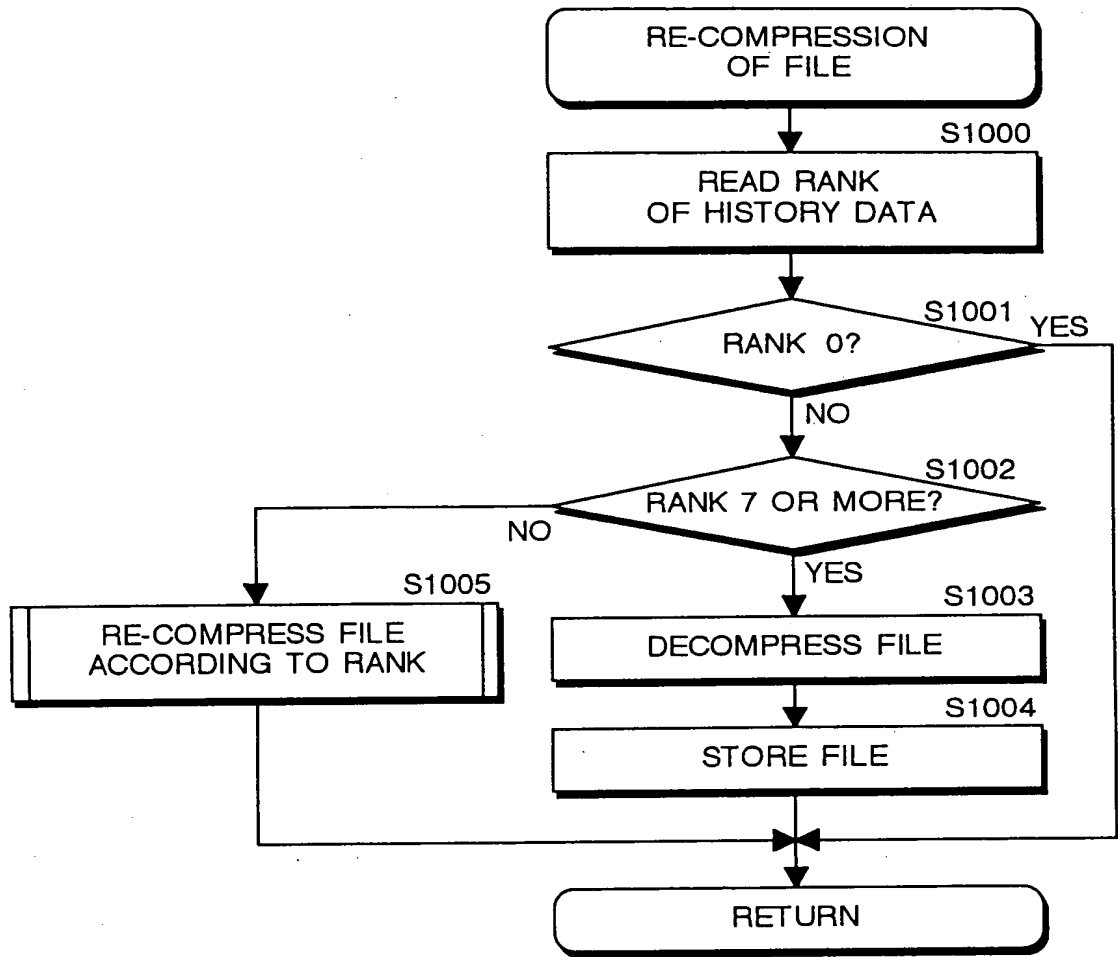 RE-COMPRESSION
OF FILE
S1000
READ RANK
OF HISTORY DATA
S1001
YES
RANK 0?
NO
S1002
RANK 7 OR MORE?
NO
YES
S1005
S1003
RE-COMPRESS FILE
ACCORDING TO RANK
DECOMPRESS FILE
S1004
STORE FILE
RETURN